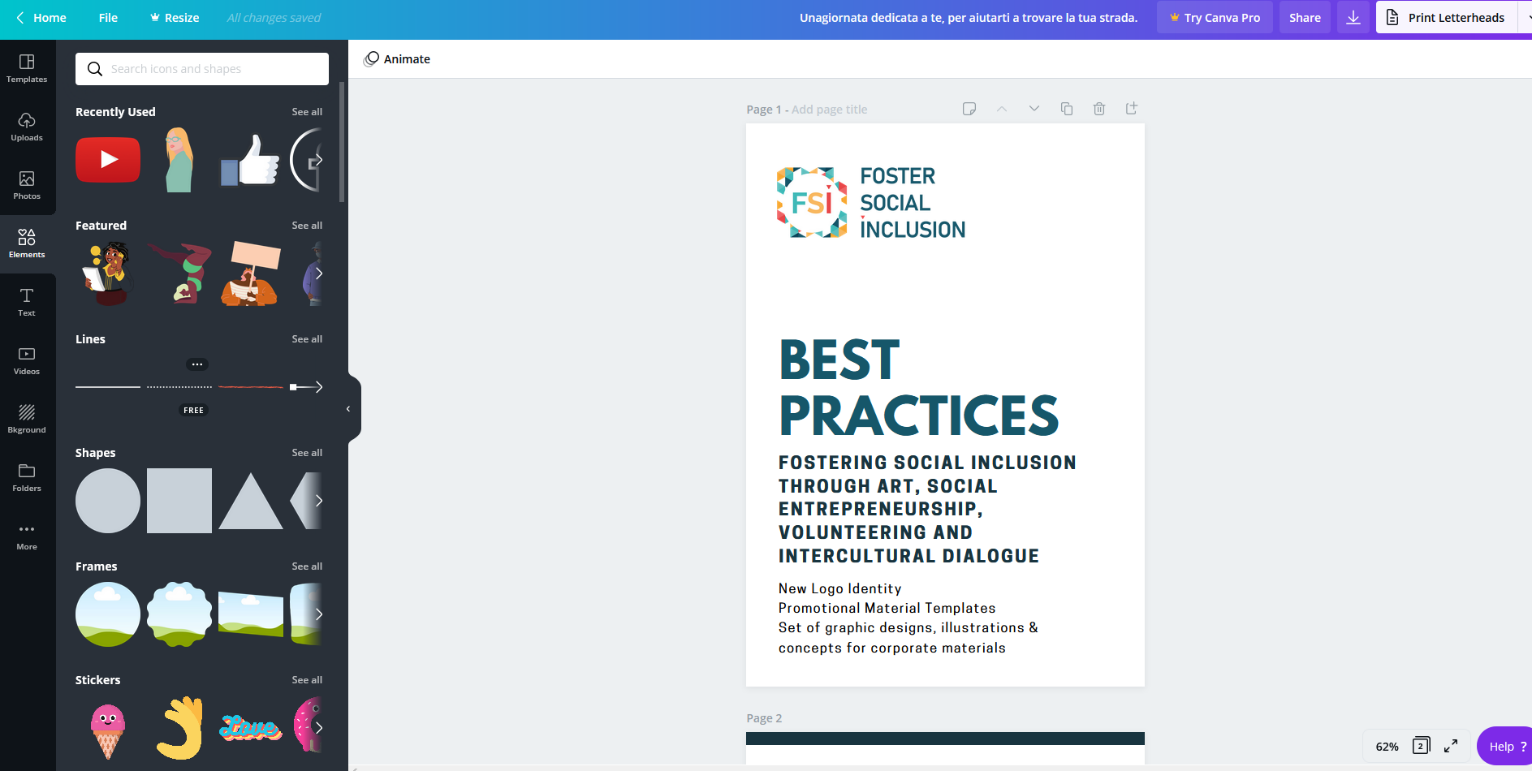 Home
File
Resize
All changes saved
Unagiornata dedicata a te, per aiutarti a trovare la tua strada.
Try Canva Pro
Share
Print Letterheads
Templates
Uploads
Photos
Elements
Text
Videos
Bkground
Folders
More
Search icons and shapes
Recently Used
See all
Featured
See all
Lines
See all
FREE
Shapes
See all
Frames
See all
Stickers
See all
Love
Animate
Page 1 - Add page title
FSI
FOSTER
SOCIAL
INCLUSION
BEST
PRACTICES
FOSTERING SOCIAL INCLUSION
THROUGH ART, SOCIAL
ENTREPRENEURSHIP,
VOLUNTEERING AND
INTERCULTURAL DIALOGUE
New Logo Identity
Promotional Material Templates
Set of graphic designs, illustrations &
concepts for corporate materials
Page 2
62%
2
Help ?